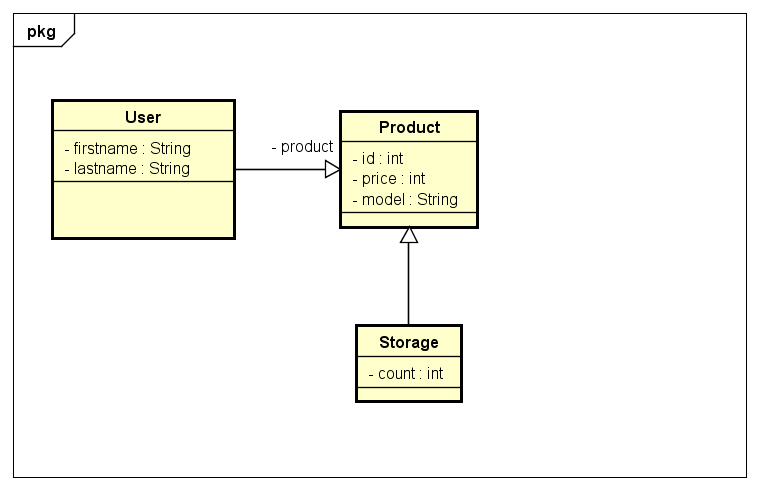 pkg
User
- firstname : String
- lastname : String
- product
Product
- id : int
- price : int
- model : String
Storage
- count : int